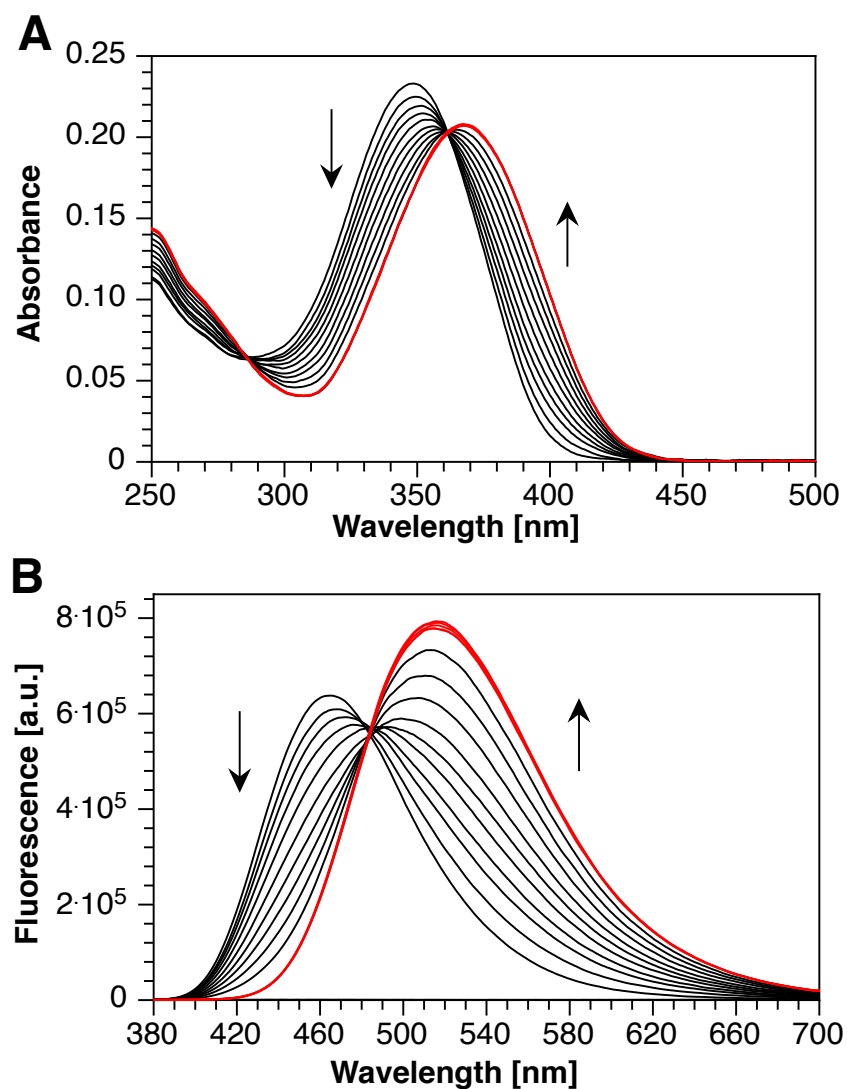 A
0.25
0.20
0.15
0.10
0.05
0
Absorbance
250 300 350 400 450 500
Wavelength [nm]
B
8·10⁵
6·10⁵
4·10⁵
2·10⁵
0
Fluorescence [a.u.]
380 420 460 500 540 580 620 660 700
Wavelength [nm]